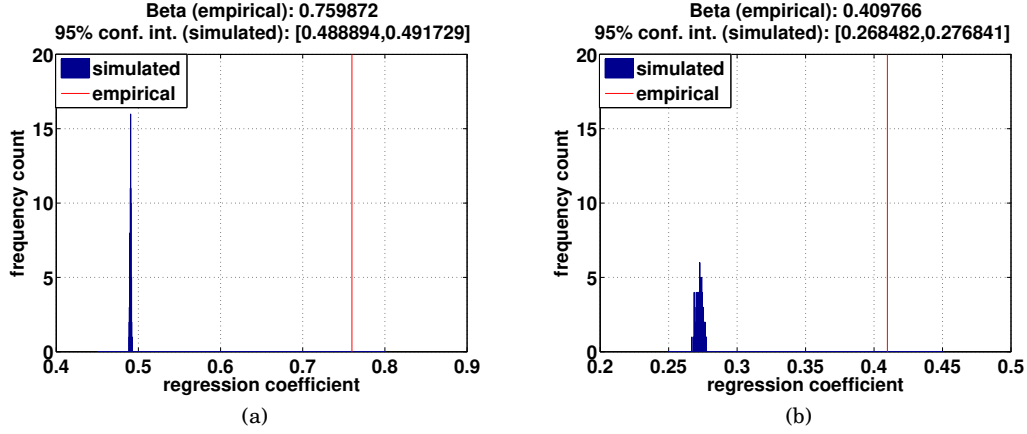 Beta (empirical): 0.759872
95% conf. int. (simulated): [0.488894,0.491729]
20
15
10
5
0
frequency count
simulated
empirical
0.4 0.5 0.6 0.7 0.8 0.9
regression coefficient
(a)
Beta (empirical): 0.409766
95% conf. int. (simulated): [0.268482,0.276841]
20
15
10
5
0
frequency count
simulated
empirical
0.2 0.25 0.3 0.35 0.4 0.45 0.5
regression coefficient
(b)